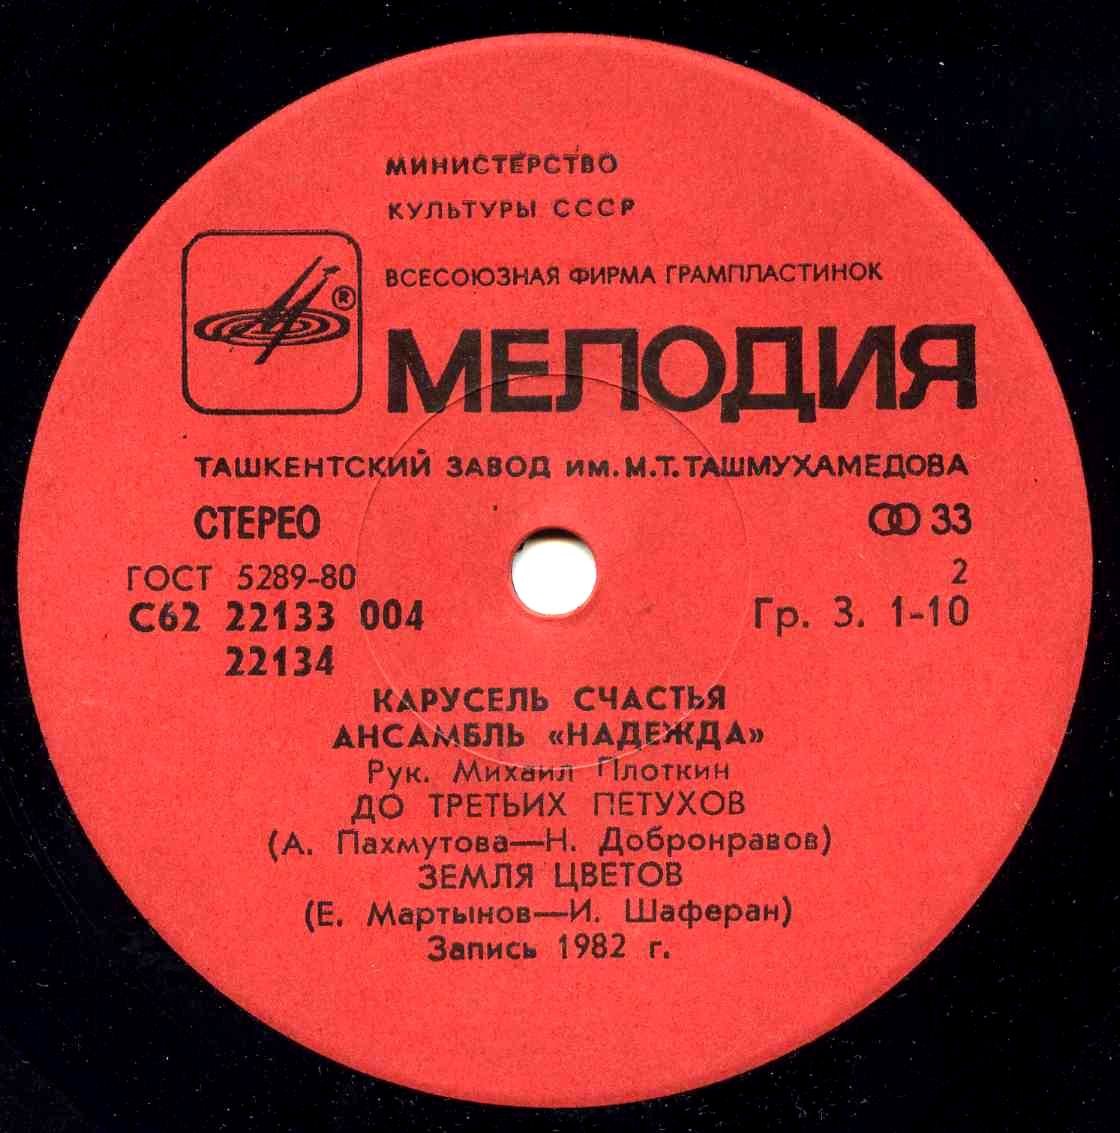 МИНИСТЕРСТВО
КУЛЬТУРЫ СССР
ВСЕСОЮЗНАЯ ФИРМА ГРАМПЛАСТИНОК
®
МЕЛОДИЯ
ТАШКЕНТСКИЙ ЗАВОД ИМ. М.Т. ТАШМУХАМЕДОВА
СТЕРЕО 33
ГОСТ 5289-80 2
С62 22133 004 Гр. 3. 1-10
22134
КАРУСЕЛЬ СЧАСТЬЯ
АНСАМБЛЬ «НАДЕЖДА»
Рук. Михаил Плоткин
ДО ТРЕТЬИХ ПЕТУХОВ
(А. Пахмутова—Н. Добронравов)
ЗЕМЛЯ ЦВЕТОВ
(Е. Мартынов—И. Шаферан)
Запись 1982 г.